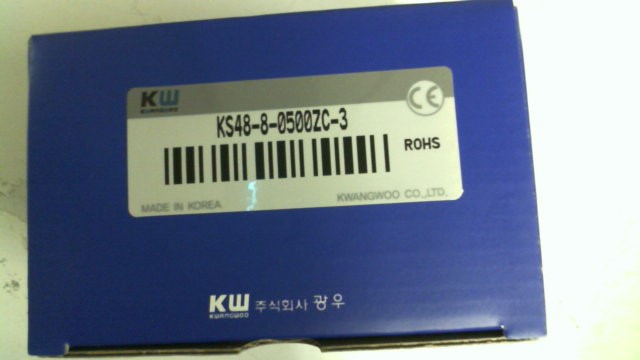 KW
KWANGWOO
CE
KS48-8-0500ZC-3
ROHS
MADE IN KOREA
KWANGWOO CO.,LTD.
KW
KWANGWOO
주식회사 광우